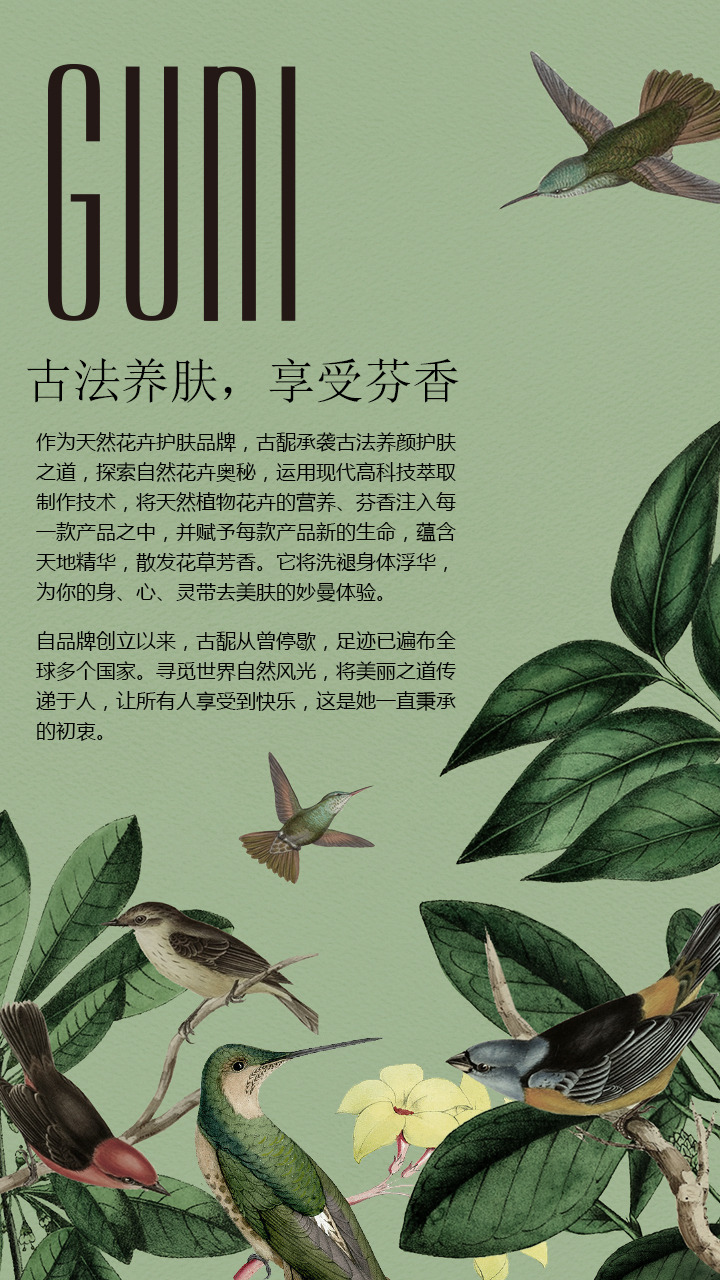 GUNI
古法养肤，享受芬香
作为天然花卉护肤品牌，古馜承袭古法养颜护肤
之道，探索自然花卉奥秘，运用现代高科技萃取
制作技术，将天然植物花卉的营养、芬香注入每
一款产品之中，并赋予每款产品新的生命，蕴含
天地精华，散发花草芳香。它将洗褪身体浮华，
为你的身、心、灵带去美肤的妙曼体验。
自品牌创立以来，古馜从曾停歇，足迹已遍布全
球多个国家。寻觅世界自然风光，将美丽之道传
递于人，让所有人享受到快乐，这是她一直秉承
的初衷。